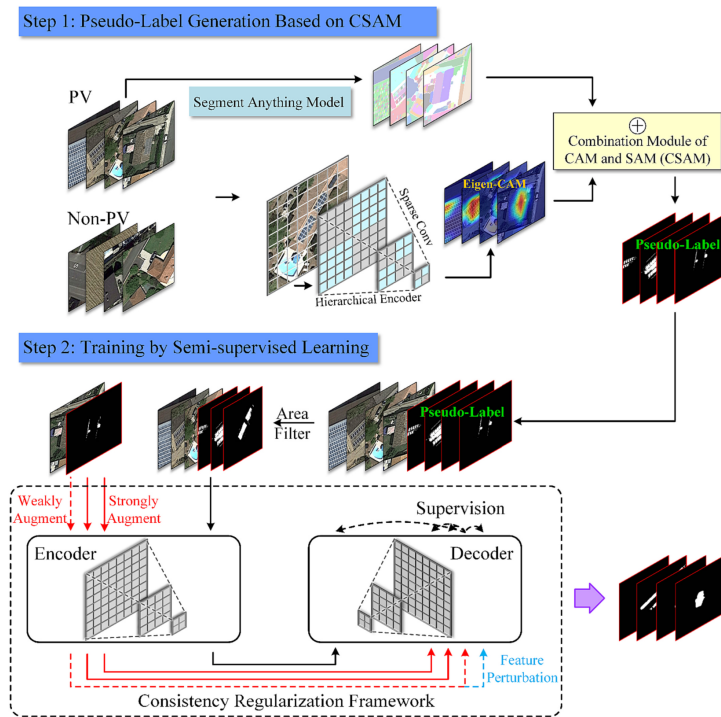 Step 1: Pseudo-Label Generation Based on CSAM
PV
Segment Anything Model
Combination Module of
CAM and SAM (CSAM)
Eigen-CAM
Non-PV
Sparse Conv
Hierarchical Encoder
Pseudo-Label
Step 2: Training by Semi-supervised Learning
Area
Filter
Pseudo-Label
Weakly
Augment
Strongly
Augment
Supervision
Encoder
Decoder
Feature
Perturbation
Consistency Regularization Framework